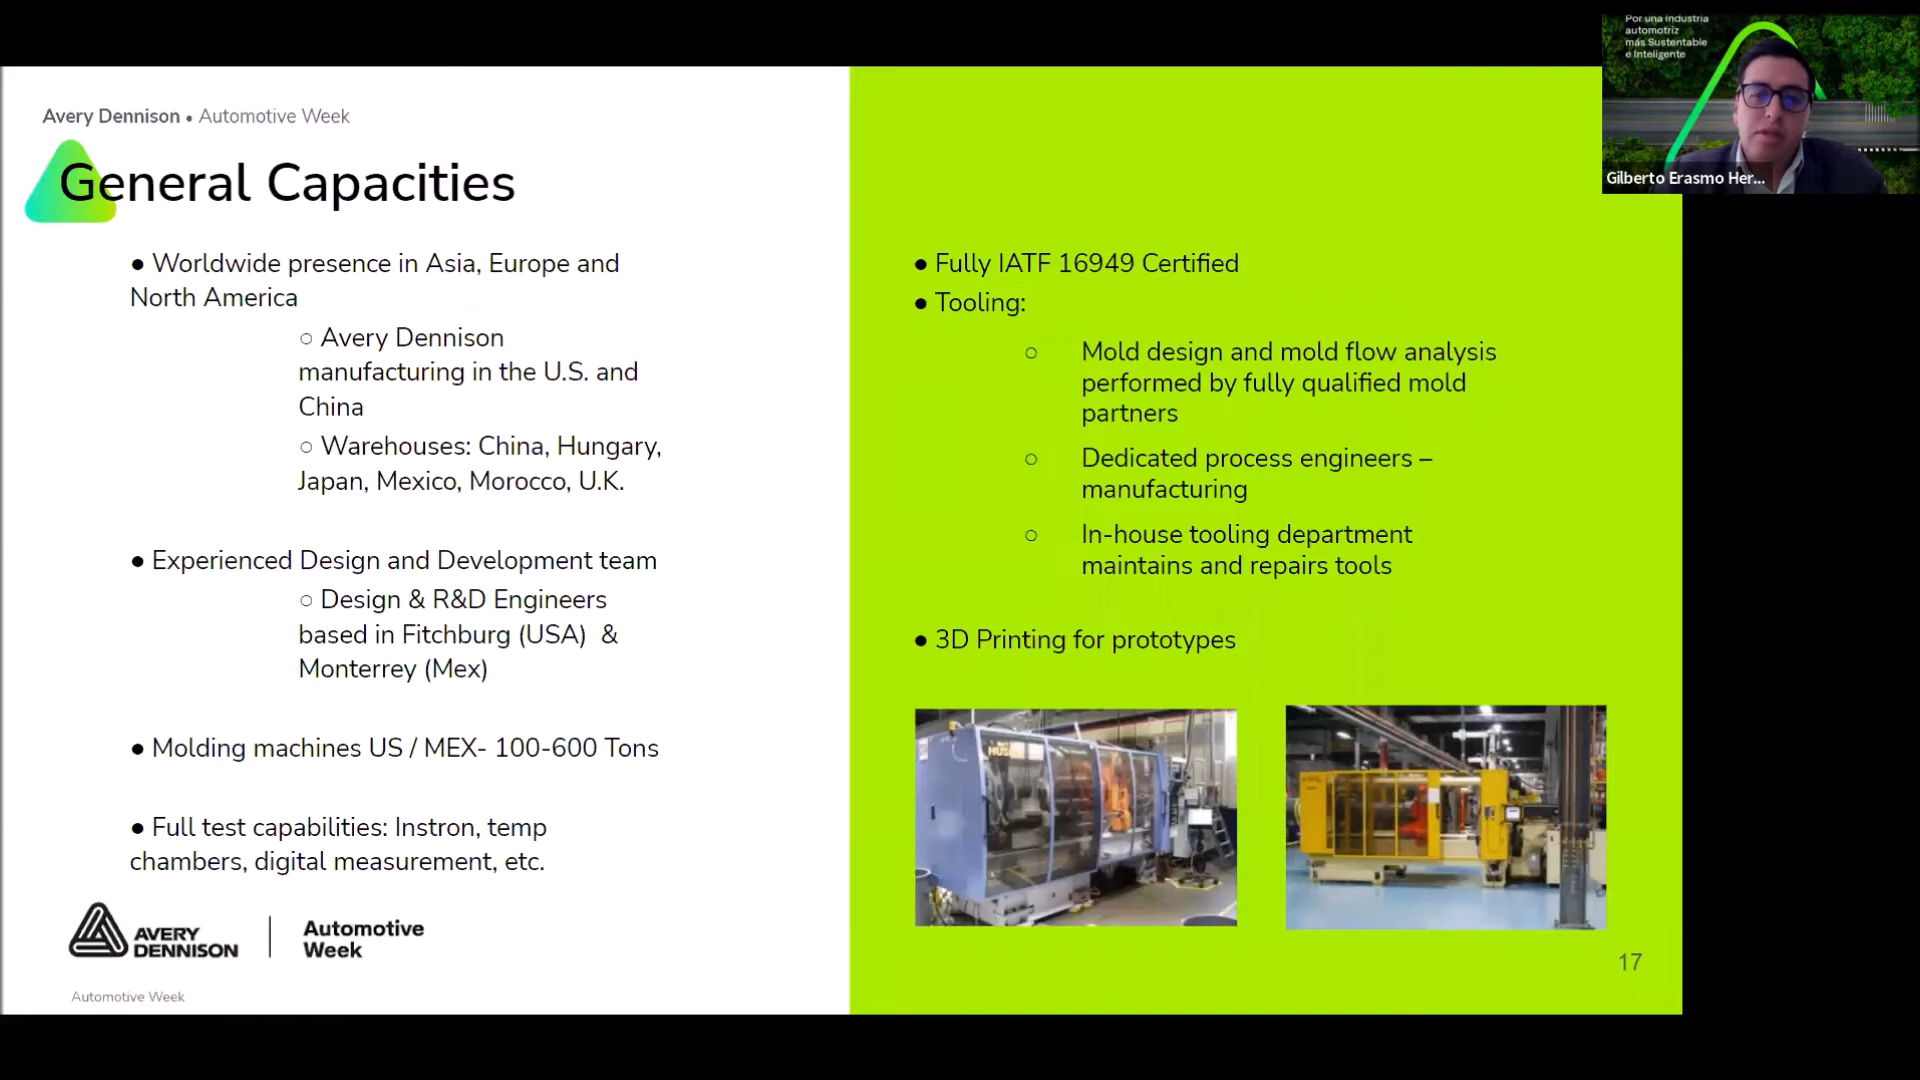 Por una industria
automotriz
más Sustentable
e Inteligente
Gilberto Erasmo Her...
Avery Dennison • Automotive Week
General Capacities
● Worldwide presence in Asia, Europe and
North America
○ Avery Dennison
manufacturing in the U.S. and
China
○ Warehouses: China, Hungary,
Japan, Mexico, Morocco, U.K.
● Experienced Design and Development team
○ Design & R&D Engineers
based in Fitchburg (USA) &
Monterrey (Mex)
● Molding machines US / MEX- 100-600 Tons
● Full test capabilities: Instron, temp
chambers, digital measurement, etc.
● Fully IATF 16949 Certified
● Tooling:
○ Mold design and mold flow analysis
performed by fully qualified mold
partners
○ Dedicated process engineers –
manufacturing
○ In-house tooling department
maintains and repairs tools
● 3D Printing for prototypes
AVERY
DENNISON
Automotive
Week
17
Automotive Week